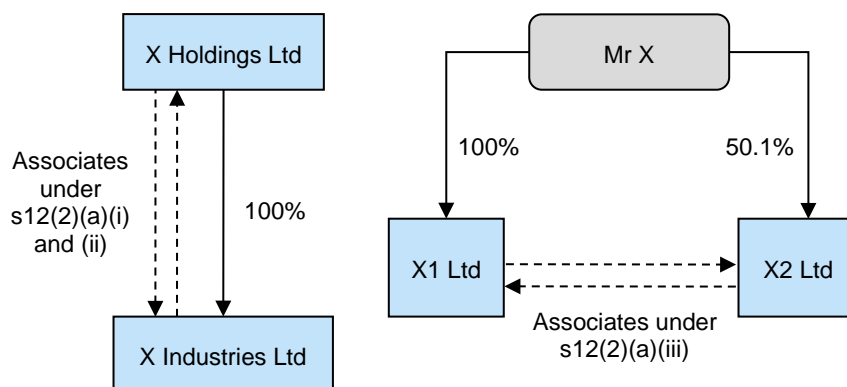 X Holdings Ltd
Associates
under
s12(2)(a)(i)
and (ii)
100%
X Industries Ltd
Mr X
100%
50.1%
X1 Ltd
X2 Ltd
Associates under
s12(2)(a)(iii)